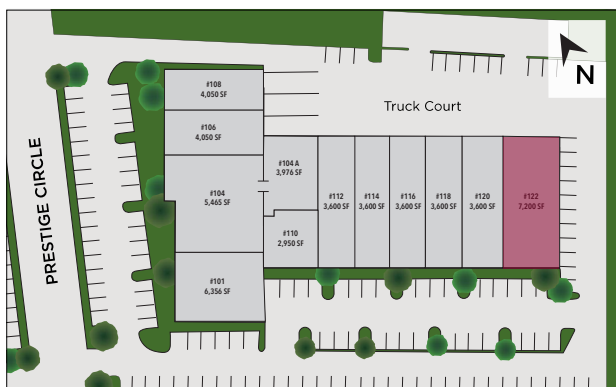 N
Truck Court
PRESTIGE CIRCLE
#108
4,050 SF
#106
4,050 SF
#104
5,465 SF
#101
6,356 SF
#104 A
3,976 SF
#110
2,950 SF
#112
3,600 SF
#114
3,600 SF
#116
3,600 SF
#118
3,600 SF
#120
3,600 SF
#122
7,200 SF